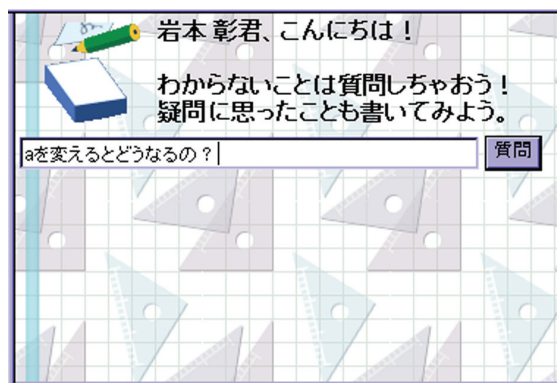 岩本 彰君、こんにちは！
わからないことは質問しちゃおう！
疑問に思ったことも書いてみよう。
aを変えるとどうなるの？
質問